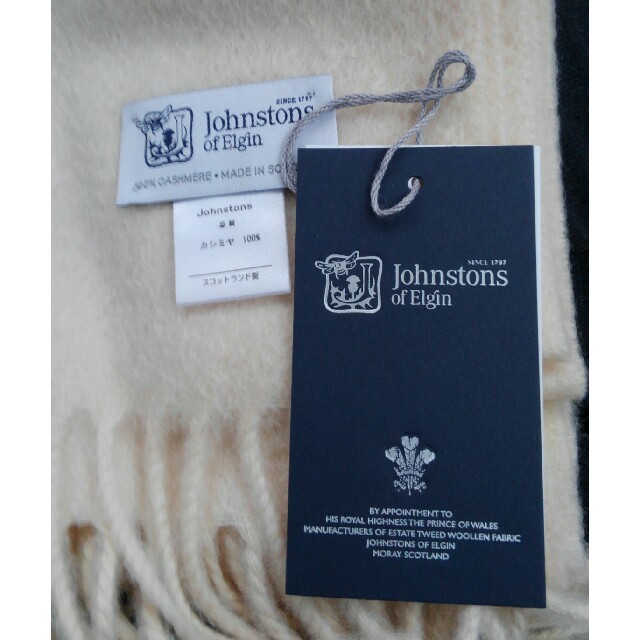 SINCE 1797
Johnstons
of Elgin
100% CASHMERE • MADE IN
Johnstons
品質
カシミヤ 100%
スコットランド製
SINCE 1797
Johnstons
of Elgin
BY APPOINTMENT TO
HIS ROYAL HIGHNESS THE PRINCE OF WALES
MANUFACTURERS OF ESTATE TWEED WOOLLEN FABRIC
JOHNSTONS OF ELGIN
MORAY SCOTLAND